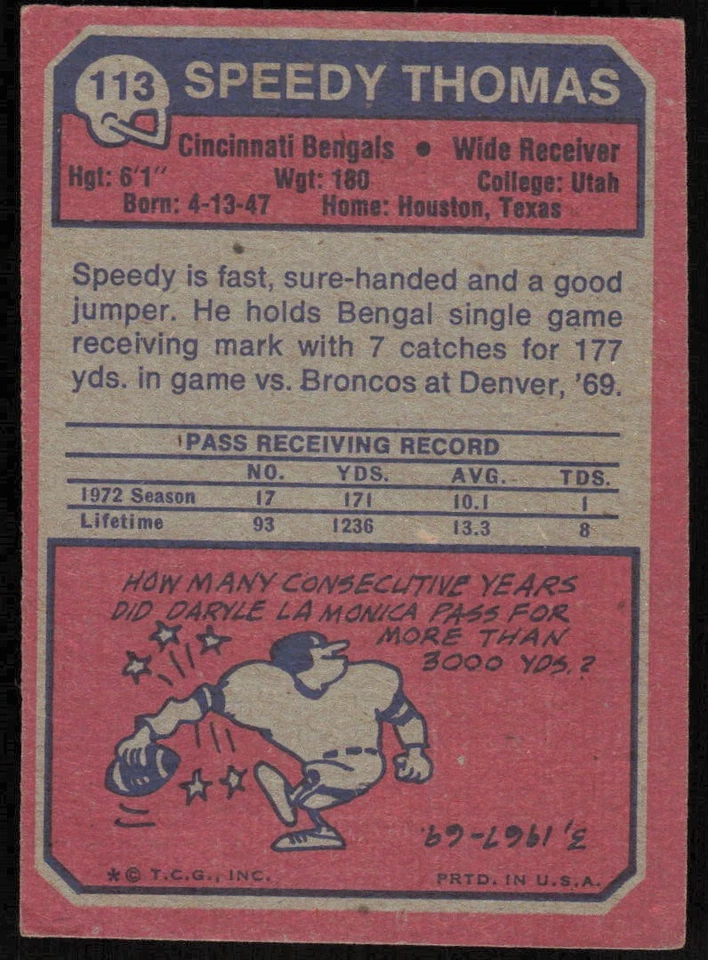 113 SPEEDY THOMAS
Cincinnati Bengals • Wide Receiver
Hgt: 6'1" Wgt: 180 College: Utah
Born: 4-13-47 Home: Houston, Texas
Speedy is fast, sure-handed and a good
jumper. He holds Bengal single game
receiving mark with 7 catches for 177
yds. in game vs. Broncos at Denver, '69.
PASS RECEIVING RECORD
NO. YDS. AVG. TDS.
1972 Season 17 171 10.1 1
Lifetime 93 1236 13.3 8
HOW MANY CONSECUTIVE YEARS
DID DARYLE LA MONICA PASS FOR
MORE THAN
3000 YDS.?
3, 1967-69.
*© T.C.G., INC. PRTD. IN U.S.A.